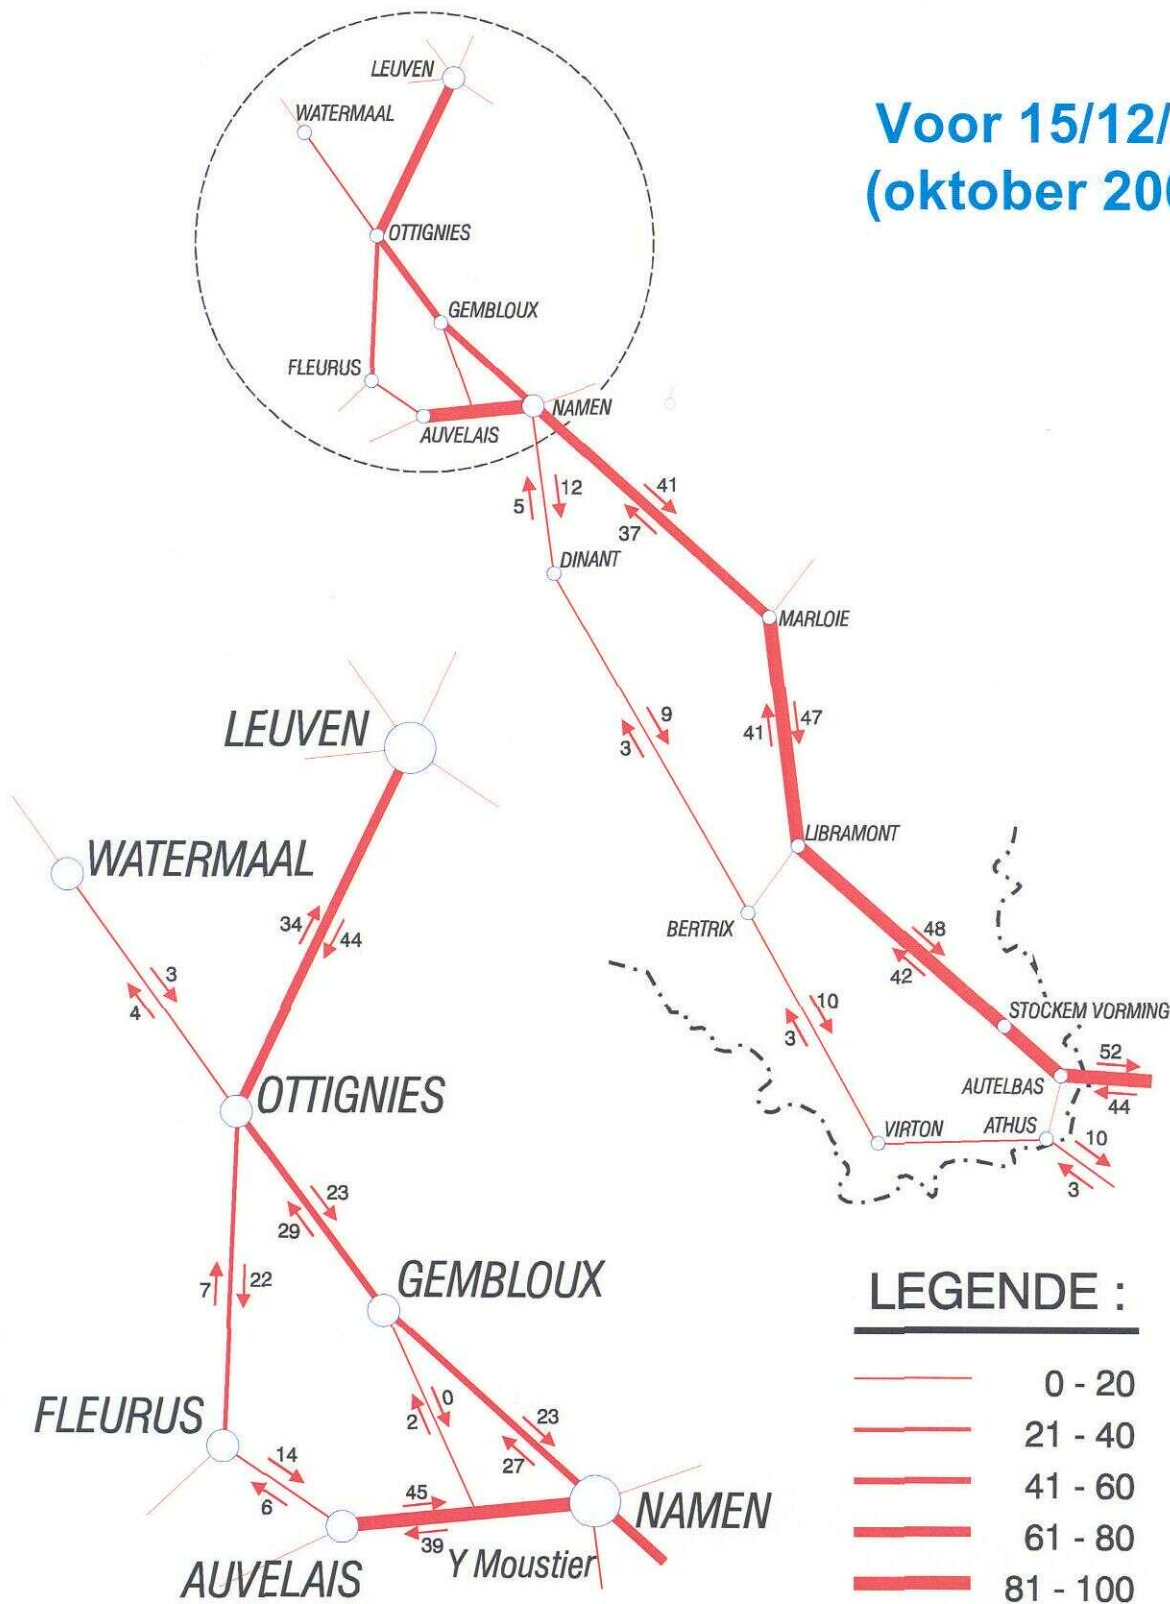 Voor 15/12/
(oktober 200
LEUVEN
WATERMAAL
OTTIGNIES
GEMBLOUX
FLEURUS
NAMEN
AUVELAIS
41
12
5
37
DINANT
MARLOIE
9
47
3
41
LEUVEN
LIBRAMONT
WATERMAAL
BERTRIX
34
48
44
42
3
4
10
STOCKEM VORMING
3
52
OTTIGNIES
AUTELBAS
44
VIRTON
ATHUS
10
3
23
29
7
22
GEMBLOUX
LEGENDE :
0 - 20
21 - 40
41 - 60
61 - 80
81 - 100
0
2
23
27
FLEURUS
14
6
45
39
NAMEN
Y Moustier
AUVELAIS